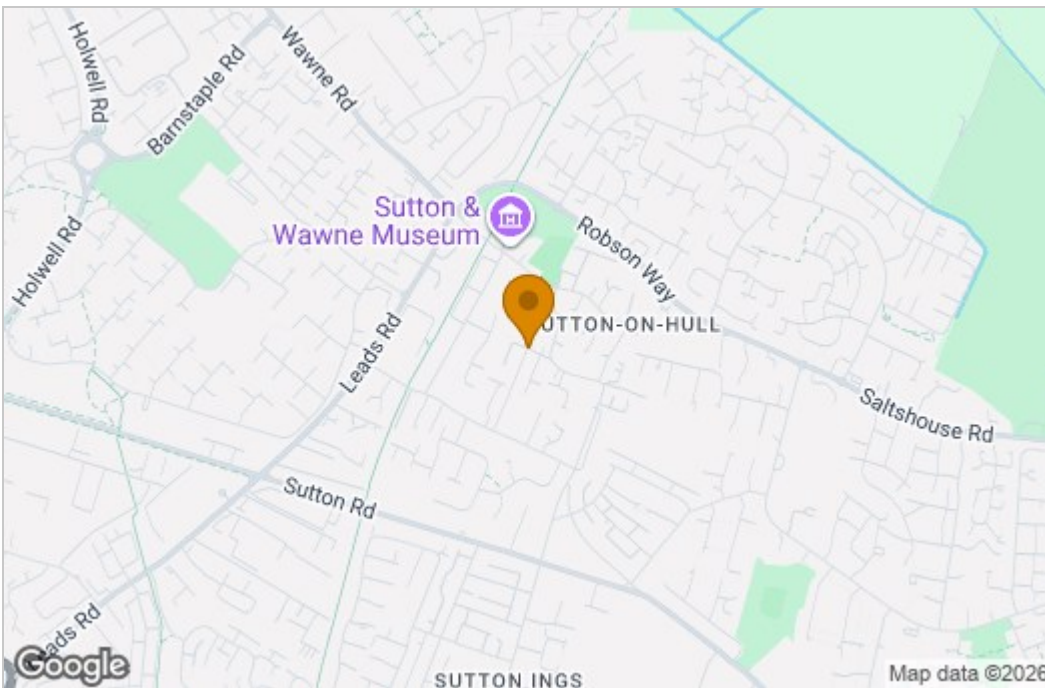 Holwell Rd
Barnstaple Rd
Wawne Rd
Sutton &
Wawne Museum
Robson Way
Holwell Rd
UTTON-ON-HULL
Leads Rd
Saltshouse Rd
Sutton Rd
eads Rd
Google
SUTTON INGS
Map data ©2026